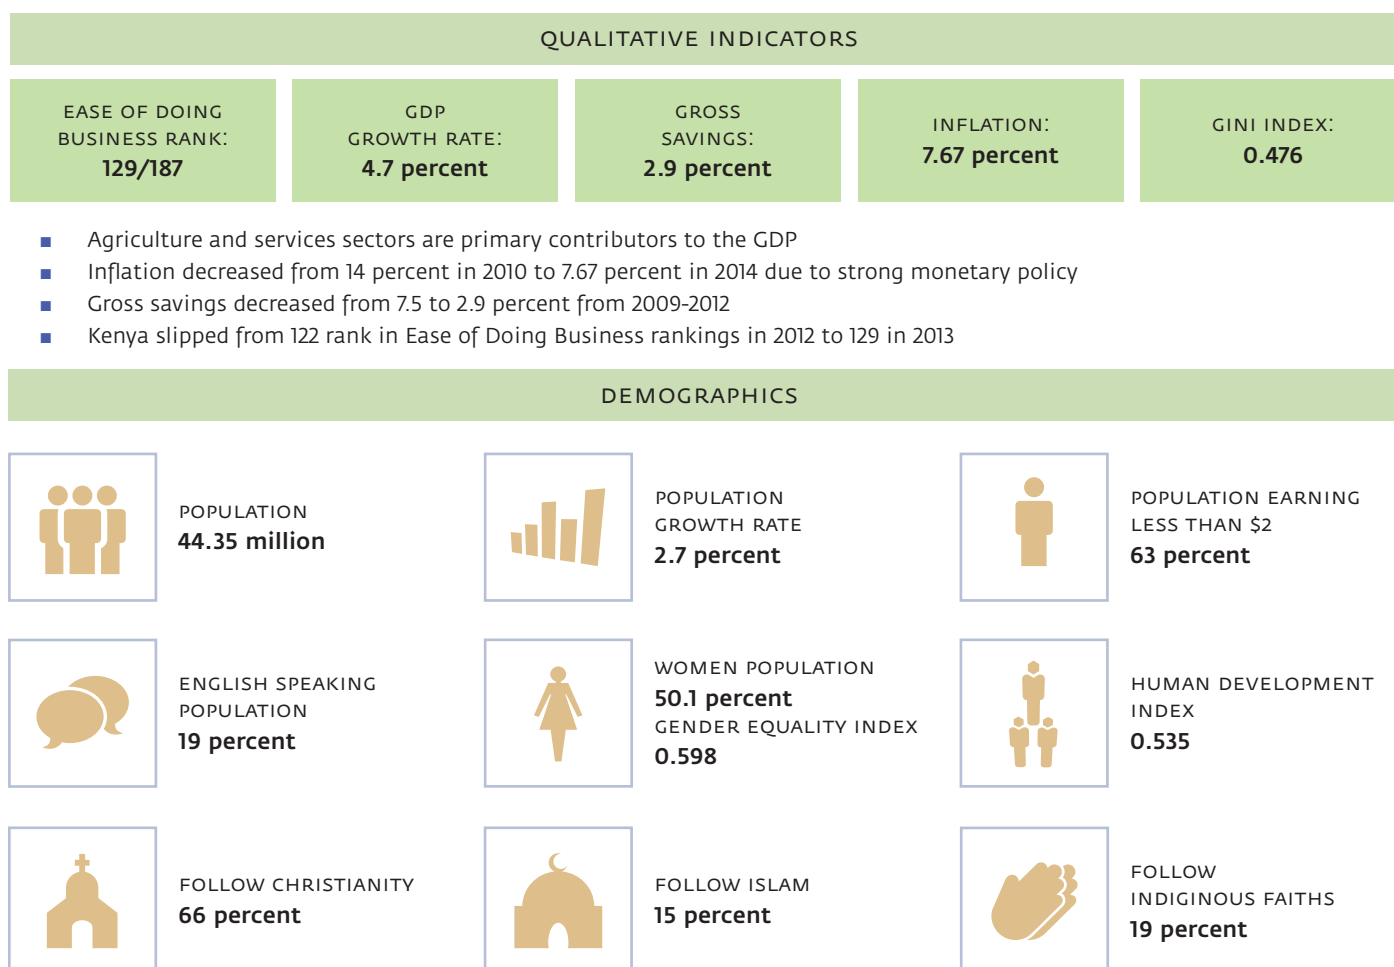 QUALITATIVE INDICATORS
EASE OF DOING
BUSINESS RANK:
129/187
GDP
GROWTH RATE:
4.7 percent
GROSS
SAVINGS:
2.9 percent
INFLATION:
7.67 percent
GINI INDEX:
0.476
■ Agriculture and services sectors are primary contributors to the GDP
■ Inflation decreased from 14 percent in 2010 to 7.67 percent in 2014 due to strong monetary policy
■ Gross savings decreased from 7.5 to 2.9 percent from 2009-2012
■ Kenya slipped from 122 rank in Ease of Doing Business rankings in 2012 to 129 in 2013
DEMOGRAPHICS
POPULATION
44.35 million
POPULATION
GROWTH RATE
2.7 percent
POPULATION EARNING
LESS THAN $2
63 percent
ENGLISH SPEAKING
POPULATION
19 percent
WOMEN POPULATION
50.1 percent
GENDER EQUALITY INDEX
0.598
HUMAN DEVELOPMENT
INDEX
0.535
FOLLOW CHRISTIANITY
66 percent
FOLLOW ISLAM
15 percent
FOLLOW
INDIGINOUS FAITHS
19 percent